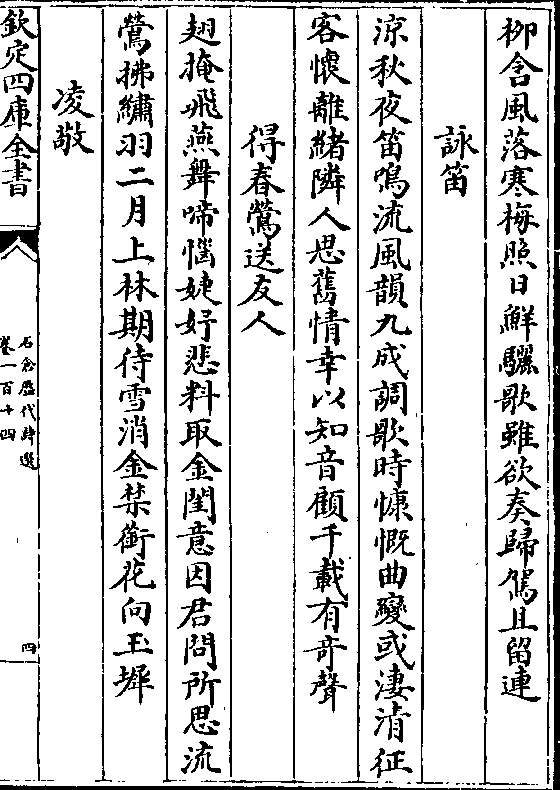 柳含風落寒梅照日鮮驪歌雖欲奏歸駕且留連
詠笛
凉秋夜笛鳴流風韻九成調歌時慷慨曲變或淒清征
客懷離緒隣人思舊情幸以知音顧千載有奇聲
得春鶯送友人
翅掩飛燕舞啼惱婕妤悲料取金閨意因君問所思流
鶯拂繡羽二月上林期待雪消金禁銜花向玉墀
凌敬
欽定四庫全書
石倉歷代詩選
卷一百十四
四